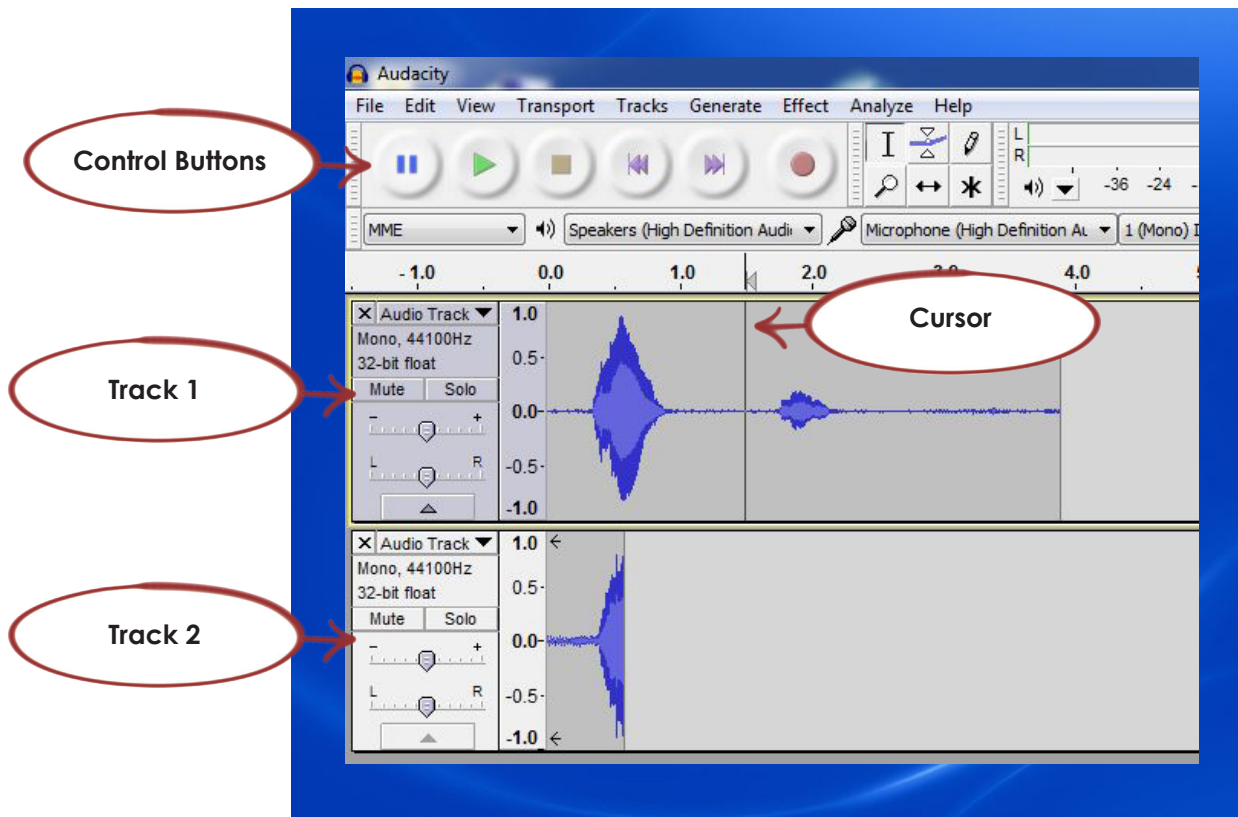 Audacity
File Edit View Transport Tracks Generate Effect Analyze Help
Control Buttons
L
R
-36 -24 -
MME
Speakers (High Definition Audi
Microphone (High Definition Au
1 (Mono) I
- 1.0 0.0 1.0 2.0 3.0 4.0
Cursor
Track 1
X Audio Track
Mono, 44100Hz
32-bit float
Mute Solo
- +
L R
1.0
0.5
0.0
-0.5
-1.0
Track 2
X Audio Track
Mono, 44100Hz
32-bit float
Mute Solo
- +
L R
1.0
0.5
0.0
-0.5
-1.0